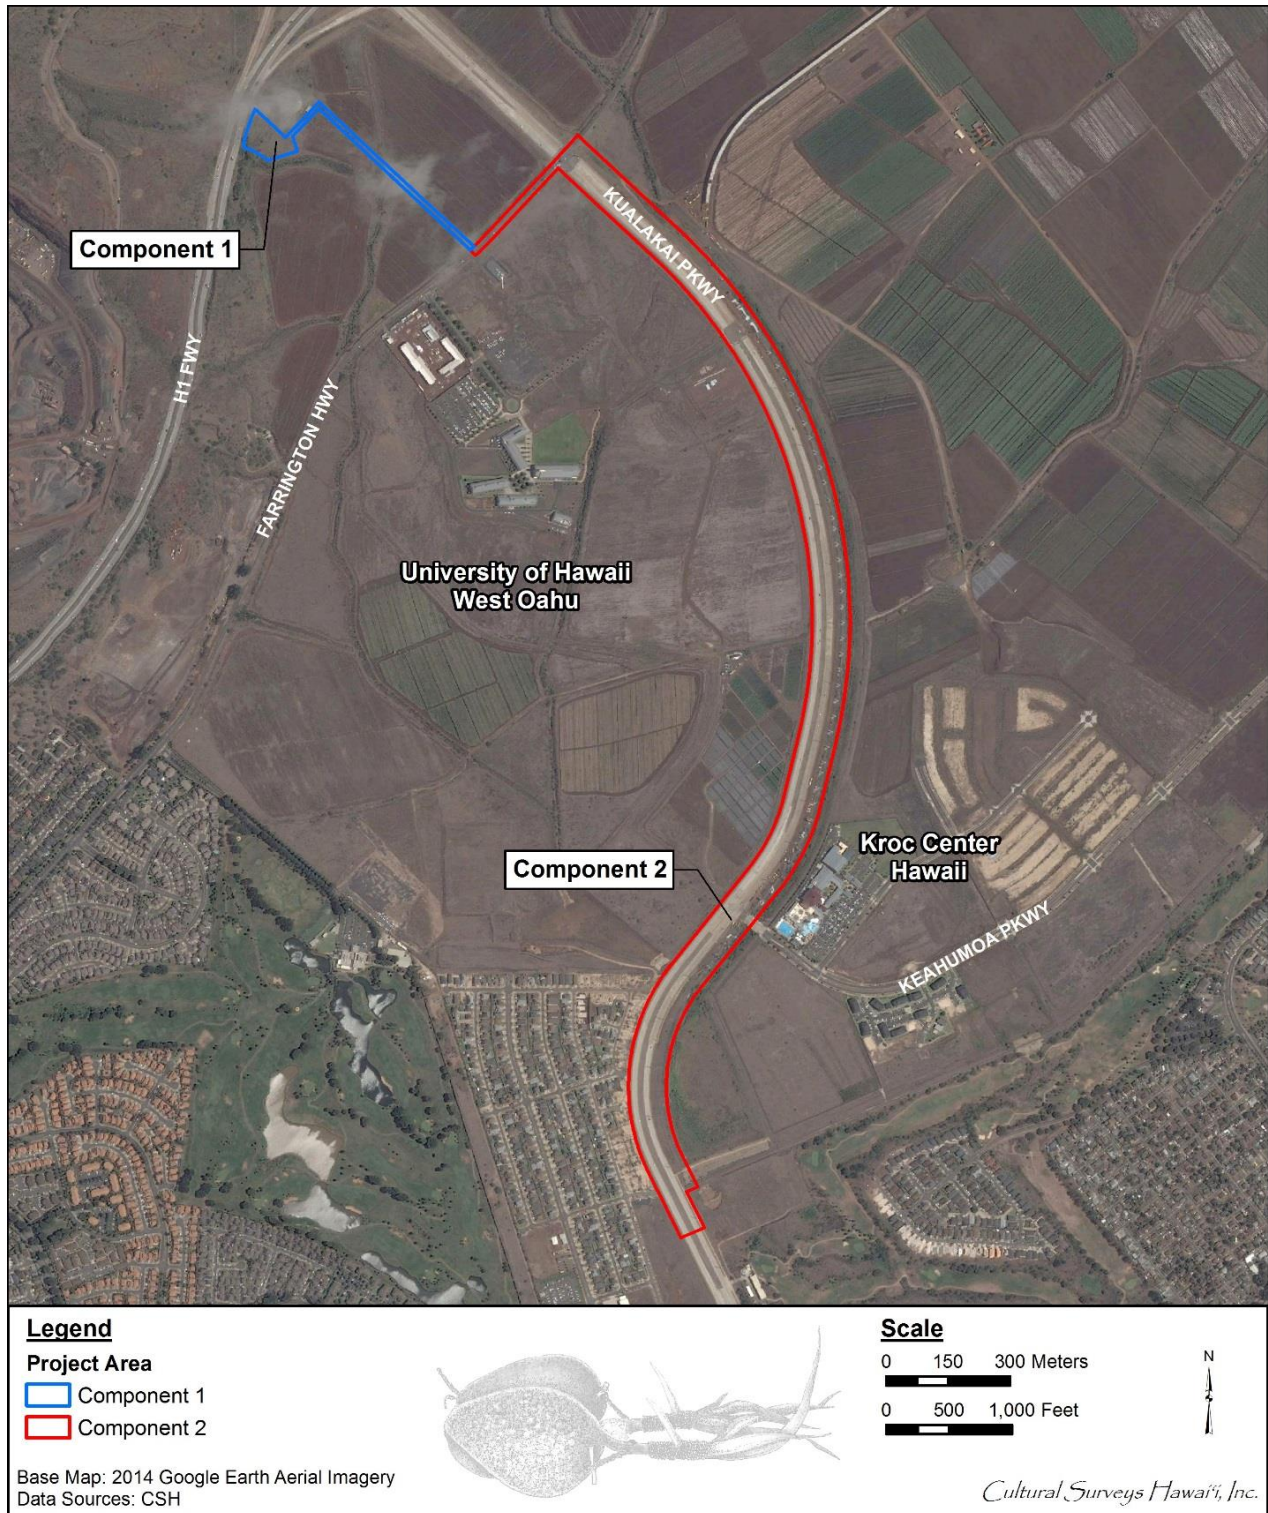 Component 1
H1 FWY
FARRINGTON HWY
KUALAKAI PKWY
University of Hawaii
West Oahu
Component 2
Kroc Center
Hawaii
KEAHUMOA PKWY
Legend
Project Area
Component 1
Component 2
Base Map: 2014 Google Earth Aerial Imagery
Data Sources: CSH
Scale
0 150 300 Meters
0 500 1,000 Feet
N
Cultural Surveys Hawaiʻi, Inc.